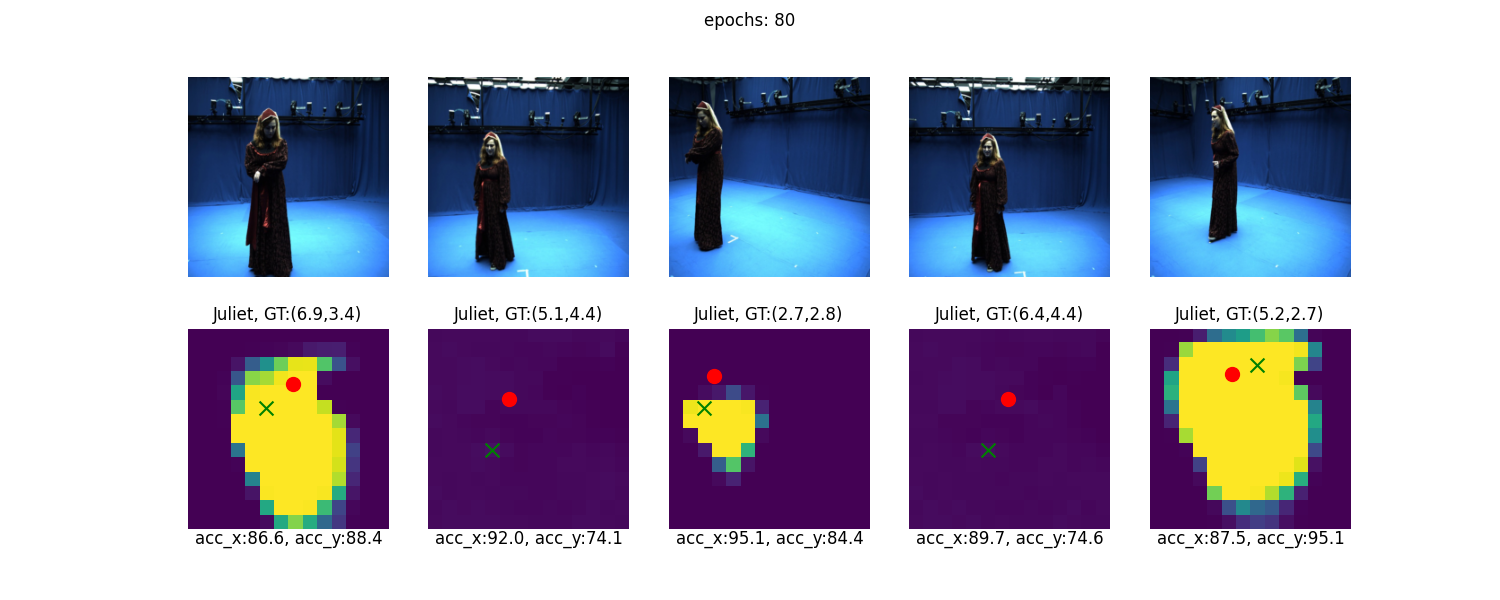 epochs: 80
Juliet, GT:(6.9,3.4)
Juliet, GT:(5.1,4.4)
Juliet, GT:(2.7,2.8)
Juliet, GT:(6.4,4.4)
Juliet, GT:(5.2,2.7)
acc_x:86.6, acc_y:88.4
acc_x:92.0, acc_y:74.1
acc_x:95.1, acc_y:84.4
acc_x:89.7, acc_y:74.6
acc_x:87.5, acc_y:95.1